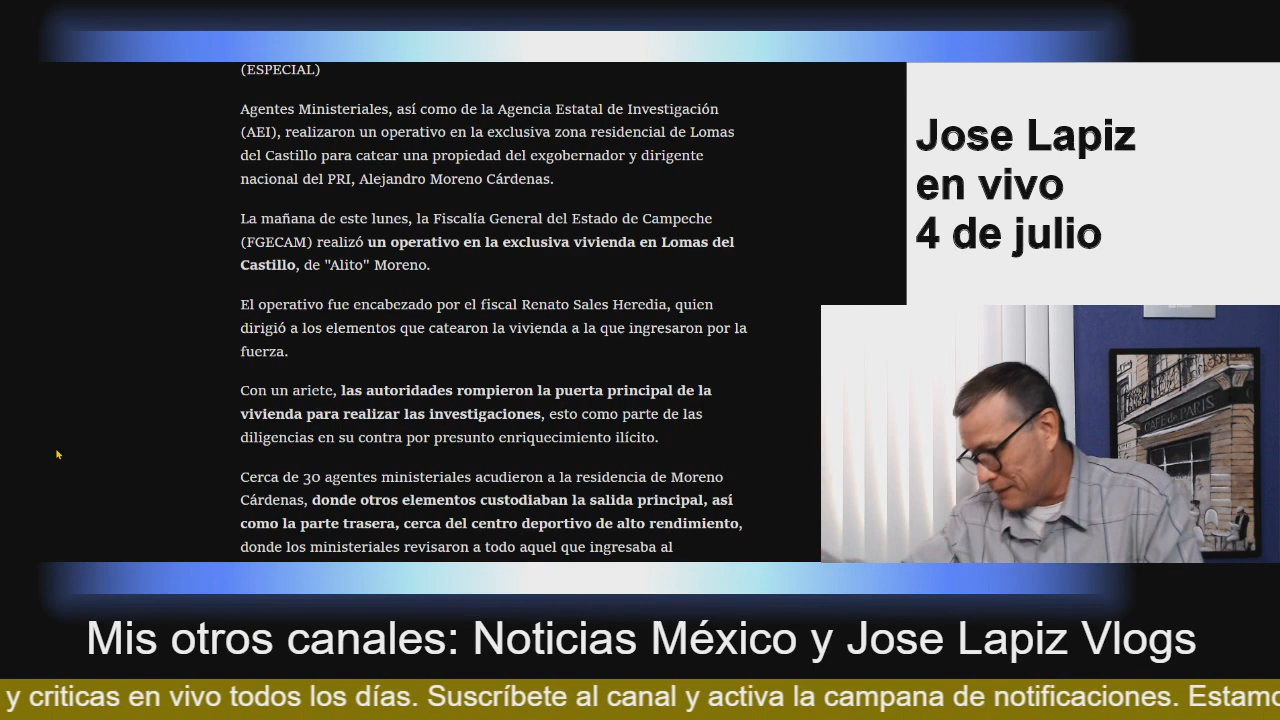 (ESPECIAL)
Agentes Ministeriales, así como de la Agencia Estatal de Investigación
(AEI), realizaron un operativo en la exclusiva zona residencial de Lomas
del Castillo para catear una propiedad del exgobernador y dirigente
nacional del PRI, Alejandro Moreno Cárdenas.
La mañana de este lunes, la Fiscalía General del Estado de Campeche
(FGECAM) realizó un operativo en la exclusiva vivienda en Lomas del
Castillo, de "Alito" Moreno.
El operativo fue encabezado por el fiscal Renato Sales Heredia, quien
dirigió a los elementos que catearon la vivienda a la que ingresaron por la
fuerza.
Con un ariete, las autoridades rompieron la puerta principal de la
vivienda para realizar las investigaciones, esto como parte de las
diligencias en su contra por presunto enriquecimiento ilícito.
Cerca de 30 agentes ministeriales acudieron a la residencia de Moreno
Cárdenas, donde otros elementos custodiaban la salida principal, así
como la parte trasera, cerca del centro deportivo de alto rendimiento,
donde los ministeriales revisaron a todo aquel que ingresaba al
Jose Lapiz
en vivo
4 de julio
CAFE de PARIS
Mis otros canales: Noticias México y Jose Lapiz Vlogs
y criticas en vivo todos los días. Suscríbete al canal y activa la campana de notificaciones. Estamo